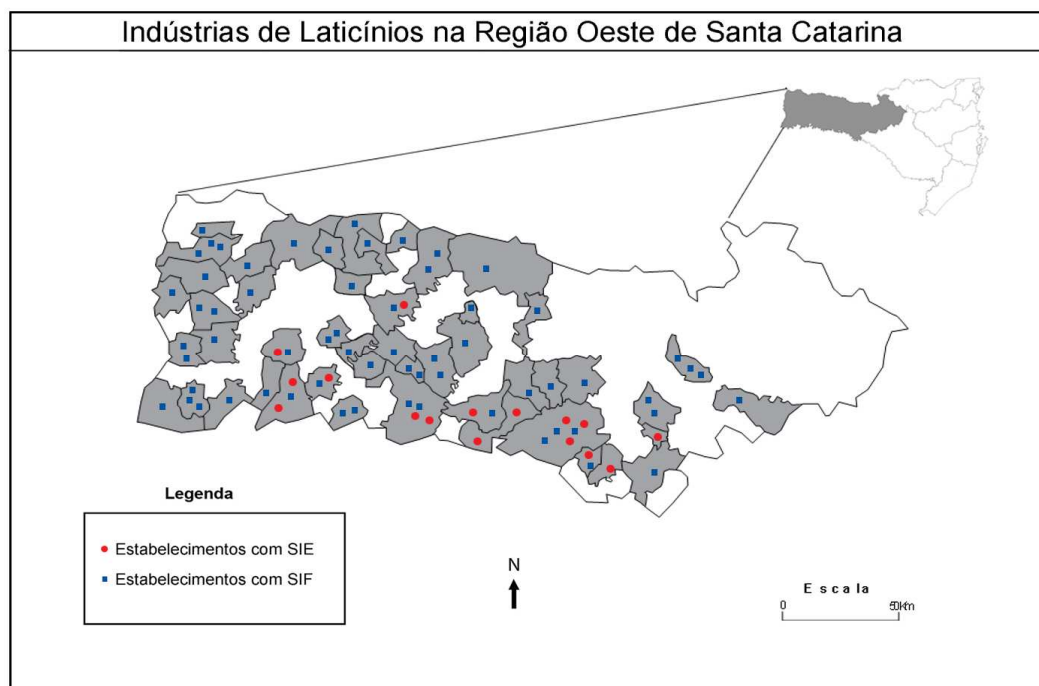 Indústrias de Laticínios na Região Oeste de Santa Catarina
Legenda
Estabelecimentos com SIE
Estabelecimentos com SIF
N
Escala
0 50Km